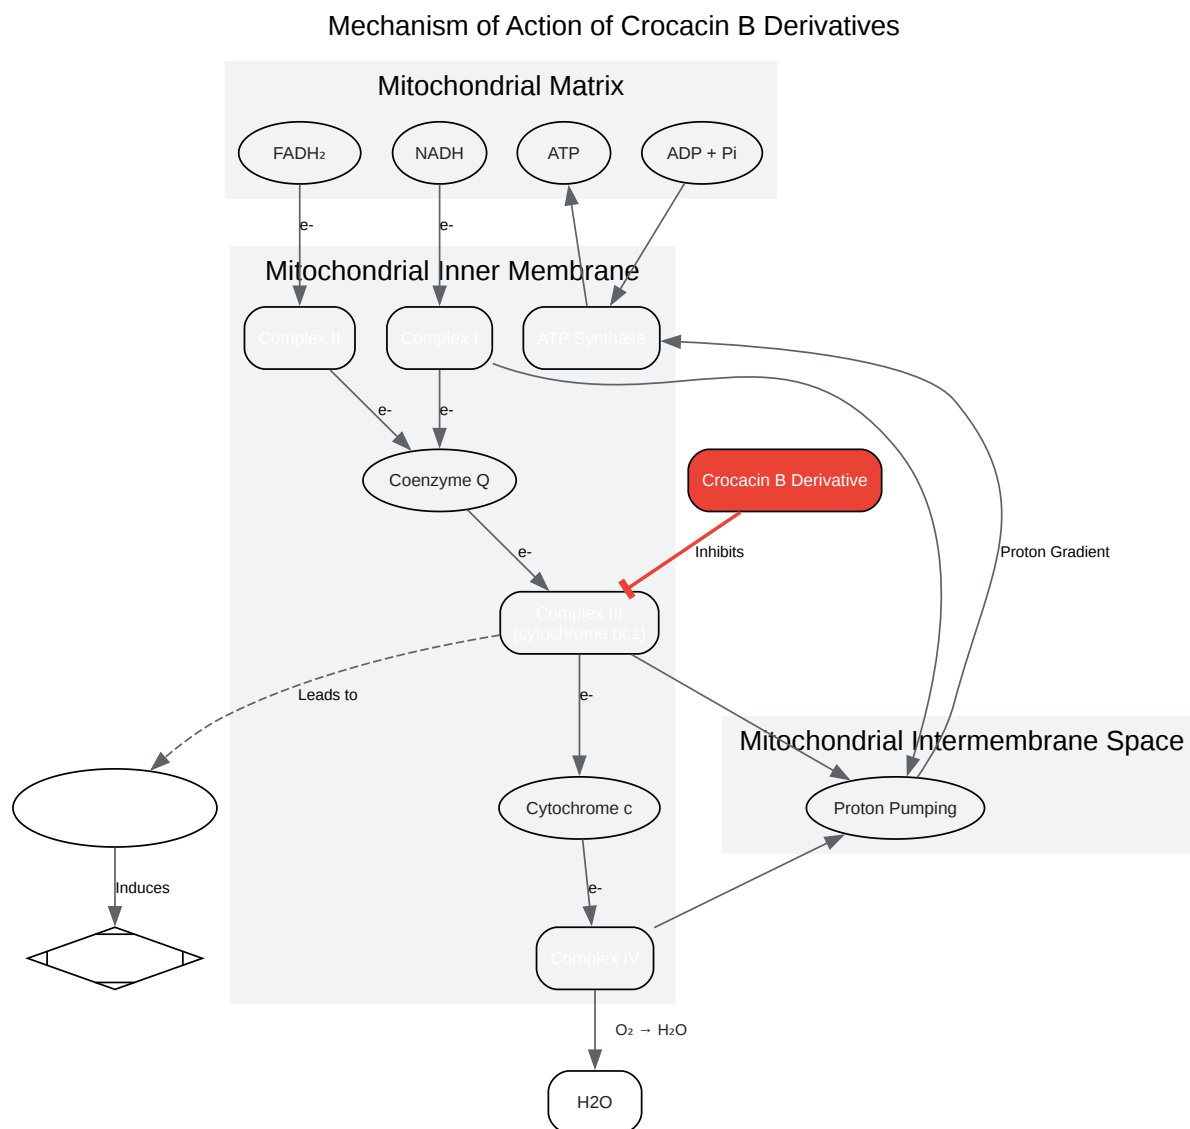 Mechanism of Action of Crocacin B Derivatives
Mitochondrial Matrix
FADH₂
NADH
ATP
ADP + Pi
e-
e-
Mitochondrial Inner Membrane
Complex II
Complex I
ATP Synthase
e-
e-
Coenzyme Q
Crocacin B Derivative
e-
Inhibits
Proton Gradient
Complex III
(cytochrome bc1)
Leads to
e-
Mitochondrial Intermembrane Space
Cytochrome c
Proton Pumping
Induces
e-
Complex IV
O₂ → H₂O
H2O